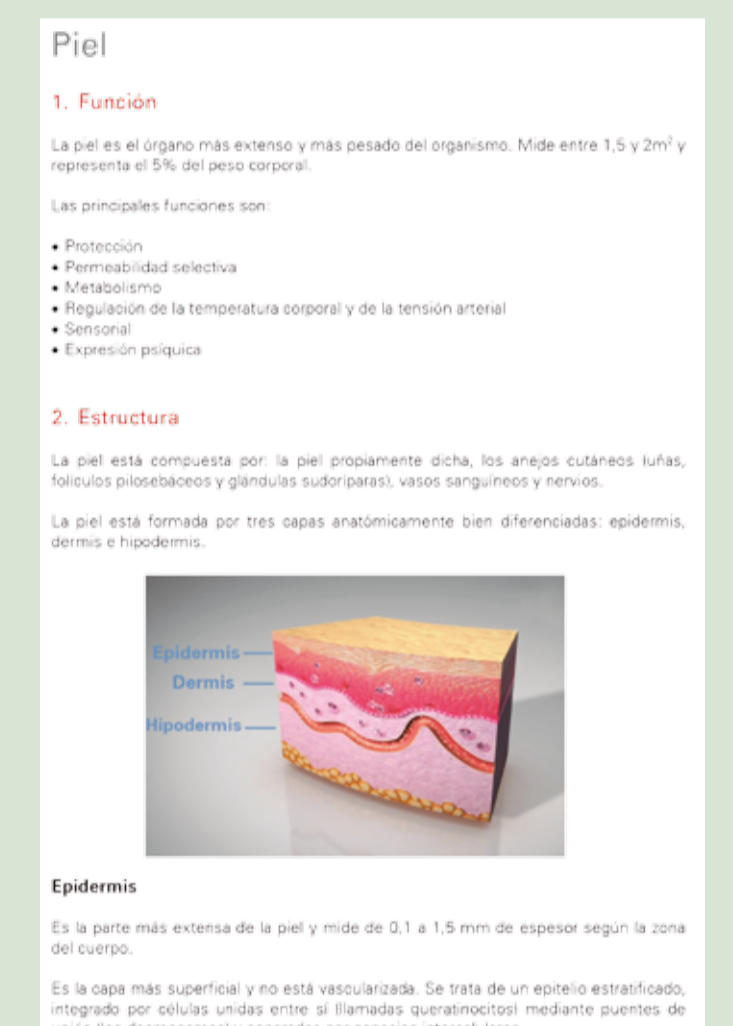 Piel
1. Función
La piel es el órgano más extenso y más pesado del organismo. Mide entre 1,5 y 2m² y
representa el 5% del peso corporal.
Las principales funciones son:
• Protección
• Permeabilidad selectiva
• Metabolismo
• Regulación de la temperatura corporal y de la tensión arterial
• Sensorial
• Expresión psíquica
2. Estructura
La piel está compuesta por: la piel propiamente dicha, los anejos cutáneos (uñas,
folículos pilosebáceos y glándulas sudoríparas), vasos sanguíneos y nervios.
La piel está formada por tres capas anatómicamente bien diferenciadas: epidermis,
dermis e hipodermis.
Epidermis
Dermis
Hipodermis
Epidermis
Es la parte más extensa de la piel y mide de 0,1 a 1,5 mm de espesor según la zona
del cuerpo.
Es la capa más superficial y no está vascularizada. Se trata de un epitelio estratificado,
integrado por células unidas entre sí (llamadas queratinocitos) mediante puentes de